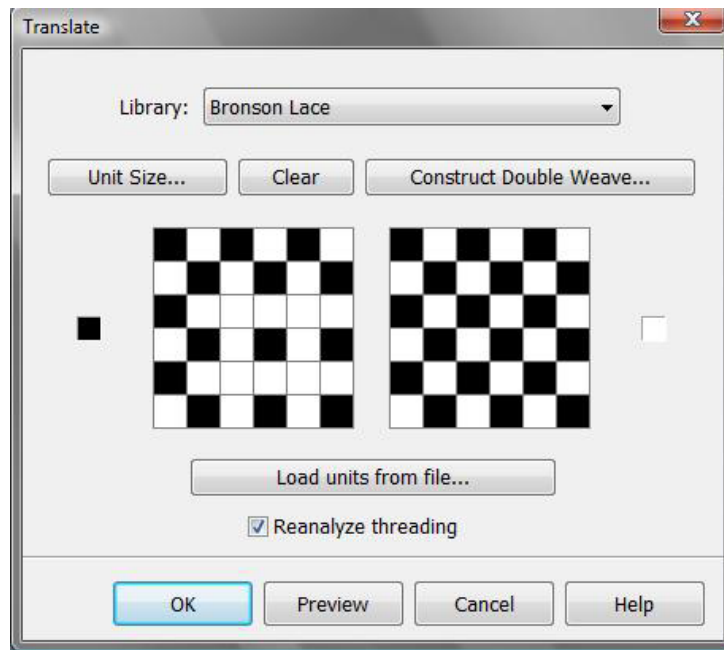 Translate
Library: Bronson Lace
Unit Size... Clear Construct Double Weave...
Load units from file...
Reanalyze threading
OK Preview Cancel Help